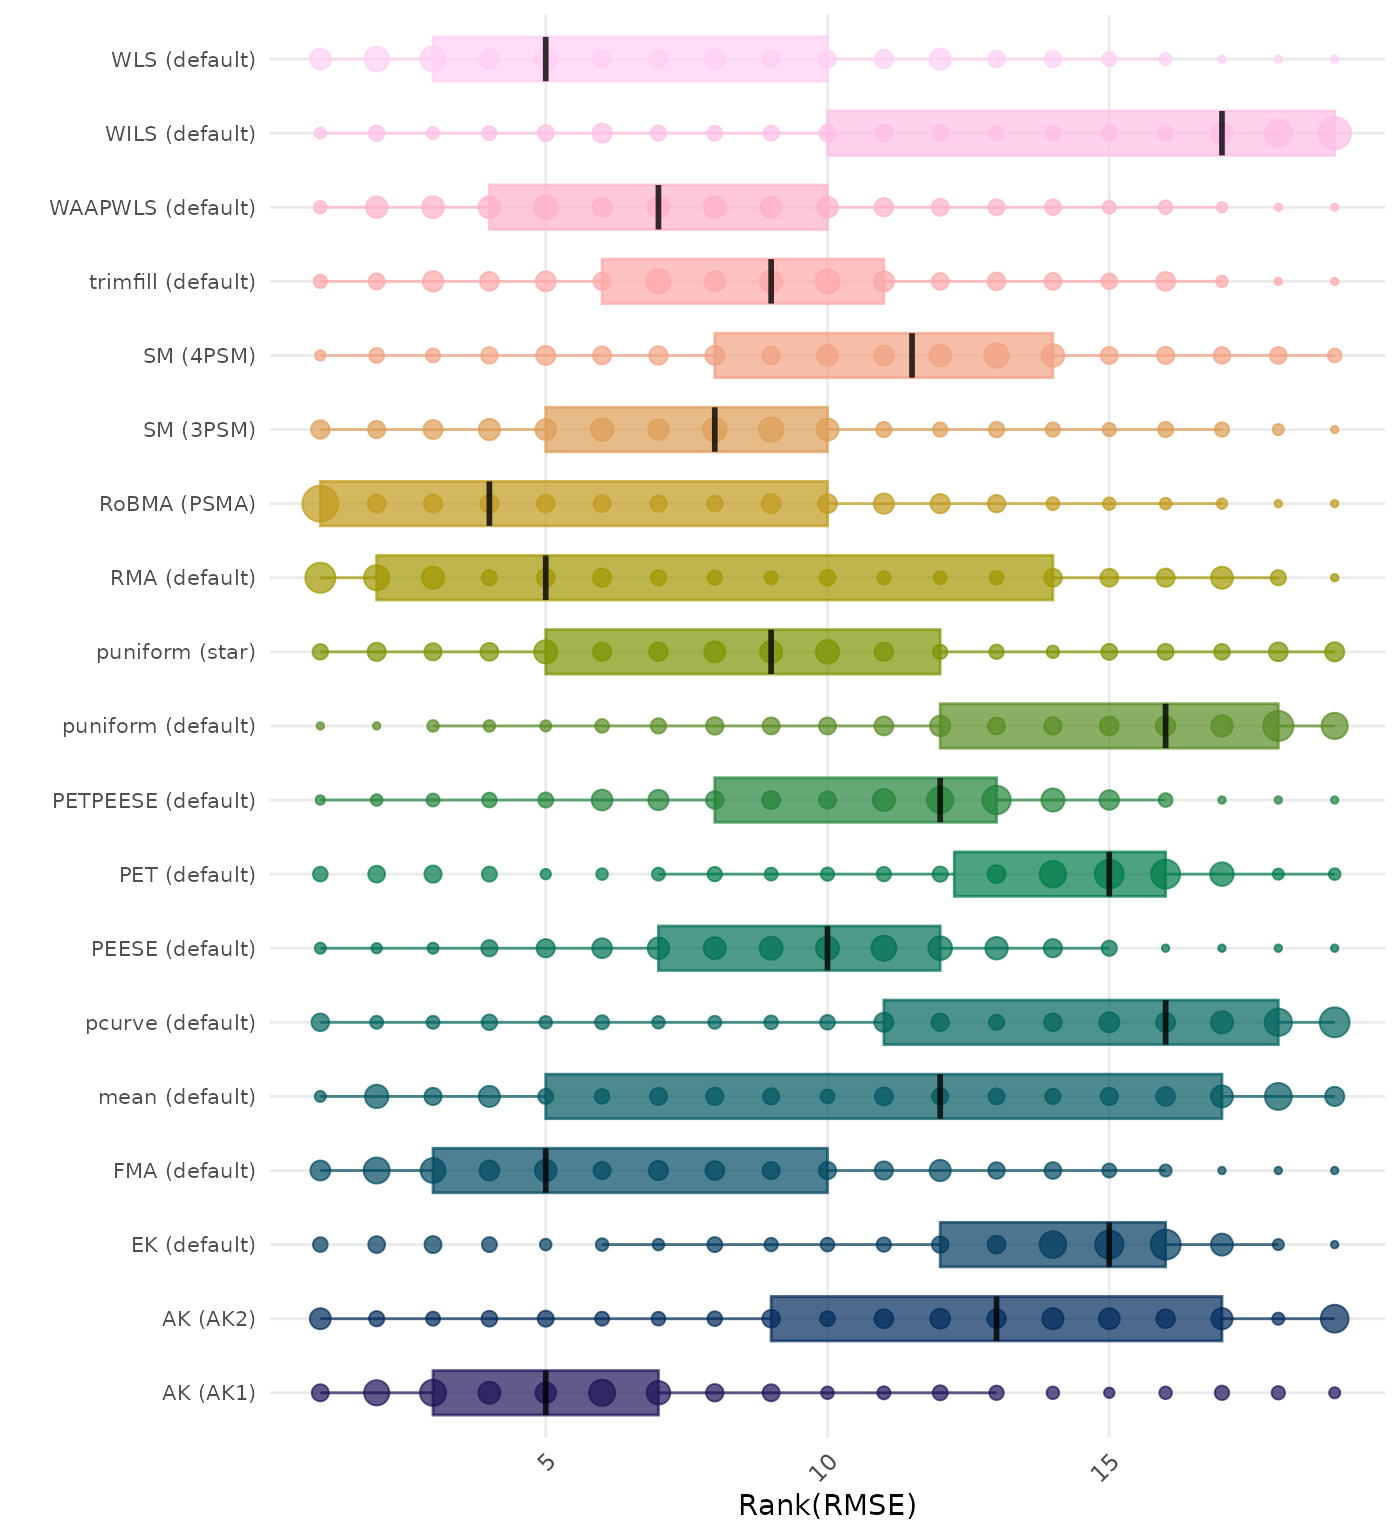 WLS (default)
WILS (default)
WAAPWLS (default)
trimfill (default)
SM (4PSM)
SM (3PSM)
RoBMA (PSMA)
RMA (default)
puniform (star)
puniform (default)
PETPEESE (default)
PET (default)
PEESE (default)
pcurve (default)
mean (default)
FMA (default)
EK (default)
AK (AK2)
AK (AK1)
5 10 15
Rank(RMSE)